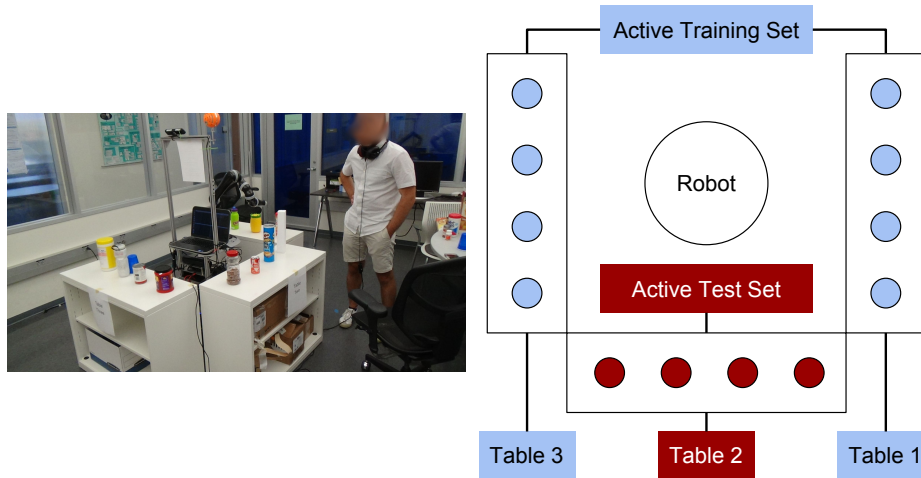 Active Training Set
Robot
Active Test Set
Table 3
Table 2
Table 1